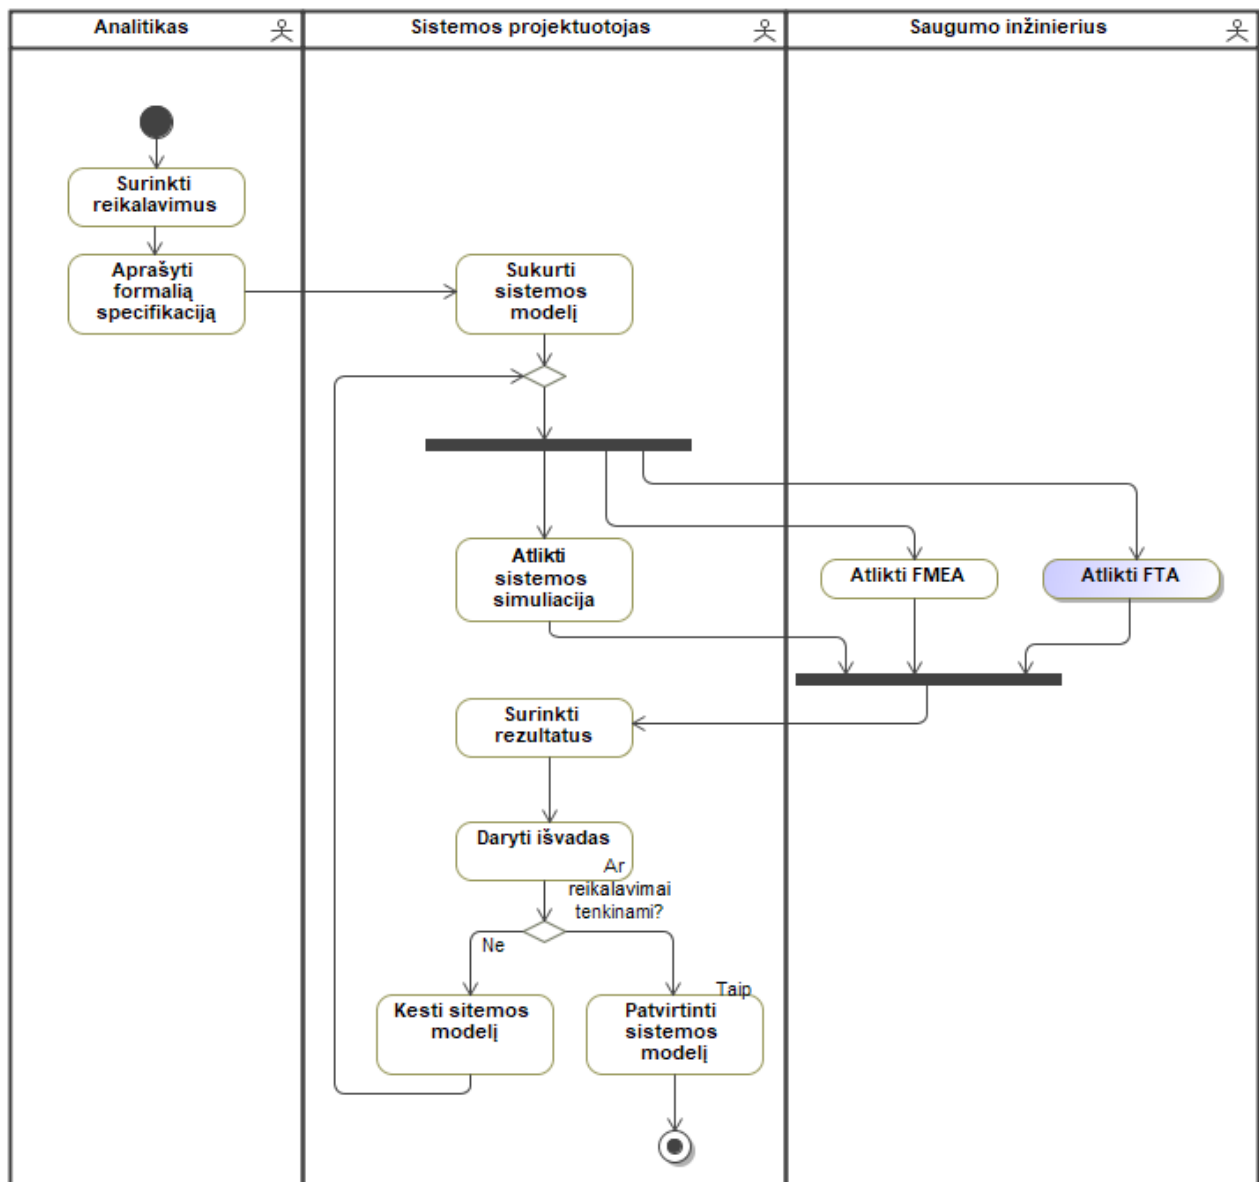 Analitikas
Sistemos projektuotojas
Saugumo inžinierius
Surinkti
reikalavimus
Aprašyti
formalią
specifikaciją
Sukurti
sistemos
modelį
Atlikti
sistemos
simuliacija
Atlikti FMEA
Atlikti FTA
Surinkti
rezultatus
Daryti išvadas
Ar
reikalavimai
tenkinami?
Ne
Taip
Kesti sitemos
modelį
Patvirtinti
sistemos
modelį